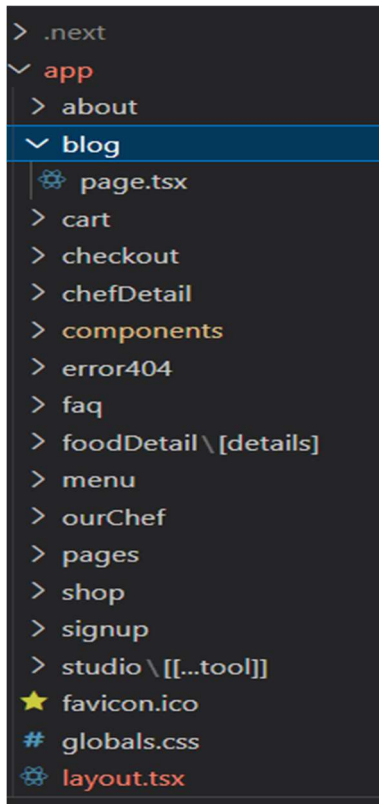 .next
app
about
blog
page.tsx
cart
checkout
chefDetail
components
error404
faq
foodDetail\[details]
menu
ourChef
pages
shop
signup
studio\[[...tool]]
favicon.ico
# globals.css
layout.tsx